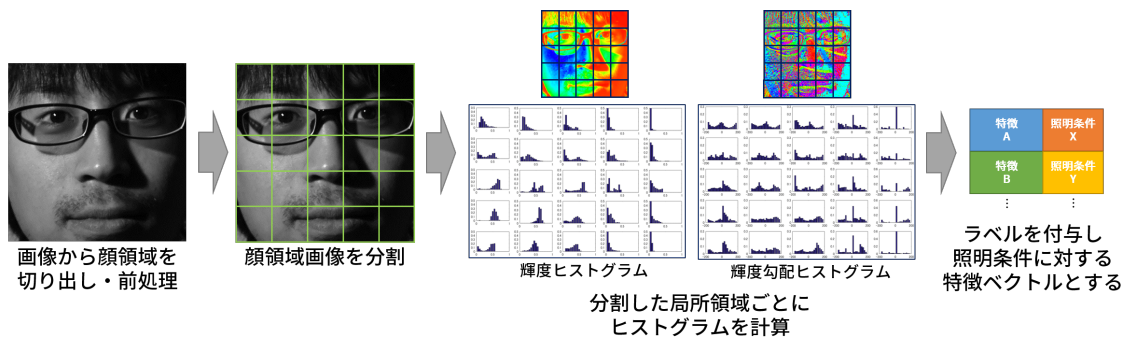 画像から顔領域を
切り出し・前処理
顔領域画像を分割
輝度ヒストグラム
輝度勾配ヒストグラム
分割した局所領域ごとに
ヒストグラムを計算
特徴
A
照明条件
X
特徴
B
照明条件
Y
⋮
⋮
ラベルを付与し
照明条件に対する
特徴ベクトルとする